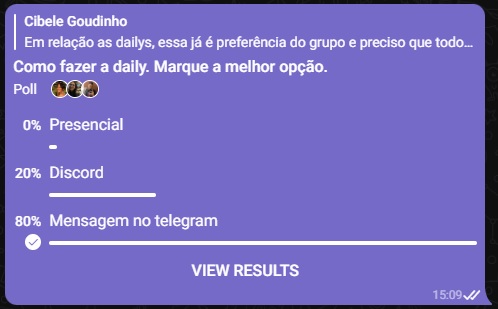 Cibele Goudinho
Em relação as dailys, essa já é preferência do grupo e preciso que todo...
Como fazer a daily. Marque a melhor opção.
Poll
0% Presencial
20% Discord
80% Mensagem no telegram
VIEW RESULTS
15:09